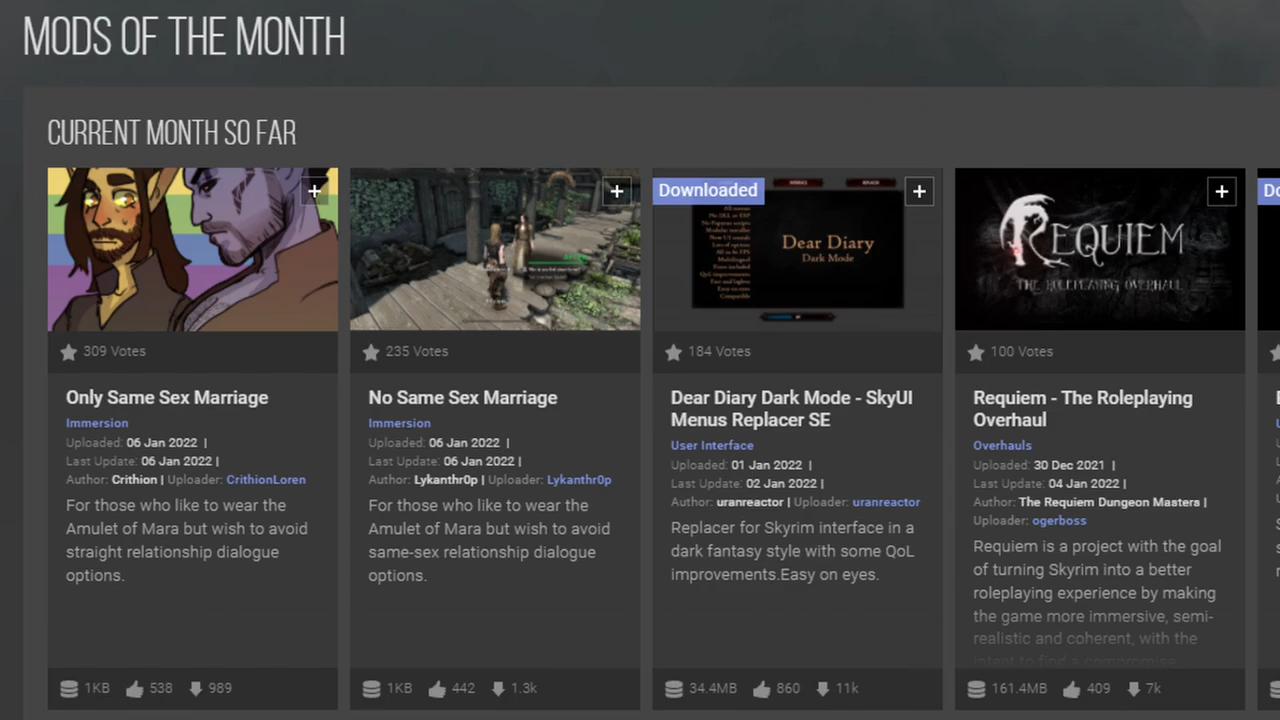 MODS OF THE MONTH
CURRENT MONTH SO FAR
309 Votes
Only Same Sex Marriage
Immersion
Uploaded: 06 Jan 2022 |
Last Update: 06 Jan 2022 |
Author: Crithion | Uploader: CrithionLoren
For those who like to wear the
Amulet of Mara but wish to avoid
straight relationship dialogue
options.
1KB 538 989
235 Votes
No Same Sex Marriage
Immersion
Uploaded: 06 Jan 2022 |
Last Update: 06 Jan 2022 |
Author: Lykanthr0p | Uploader: Lykanthr0p
For those who like to wear the
Amulet of Mara but wish to avoid
same-sex relationship dialogue
options.
1KB 442 1.3k
Downloaded
Dear Diary
Dark Mode
184 Votes
Dear Diary Dark Mode - SkyUI
Menus Replacer SE
User Interface
Uploaded: 01 Jan 2022 |
Last Update: 02 Jan 2022 |
Author: uranreactor | Uploader: uranreactor
Replacer for Skyrim interface in a
dark fantasy style with some QoL
improvements.Easy on eyes.
34.4MB 860 11k
REQUIEM
THE ROLEPLAYING OVERHAUL
100 Votes
Requiem - The Roleplaying
Overhaul
Overhauls
Uploaded: 30 Dec 2021 |
Last Update: 04 Jan 2022 |
Author: The Requiem Dungeon Masters |
Uploader: ogerboss
Requiem is a project with the goal
of turning Skyrim into a better
roleplaying experience by making
the game more immersive, semi-
realistic and coherent, with the
intent to find a compromise
161.4MB 409 7k